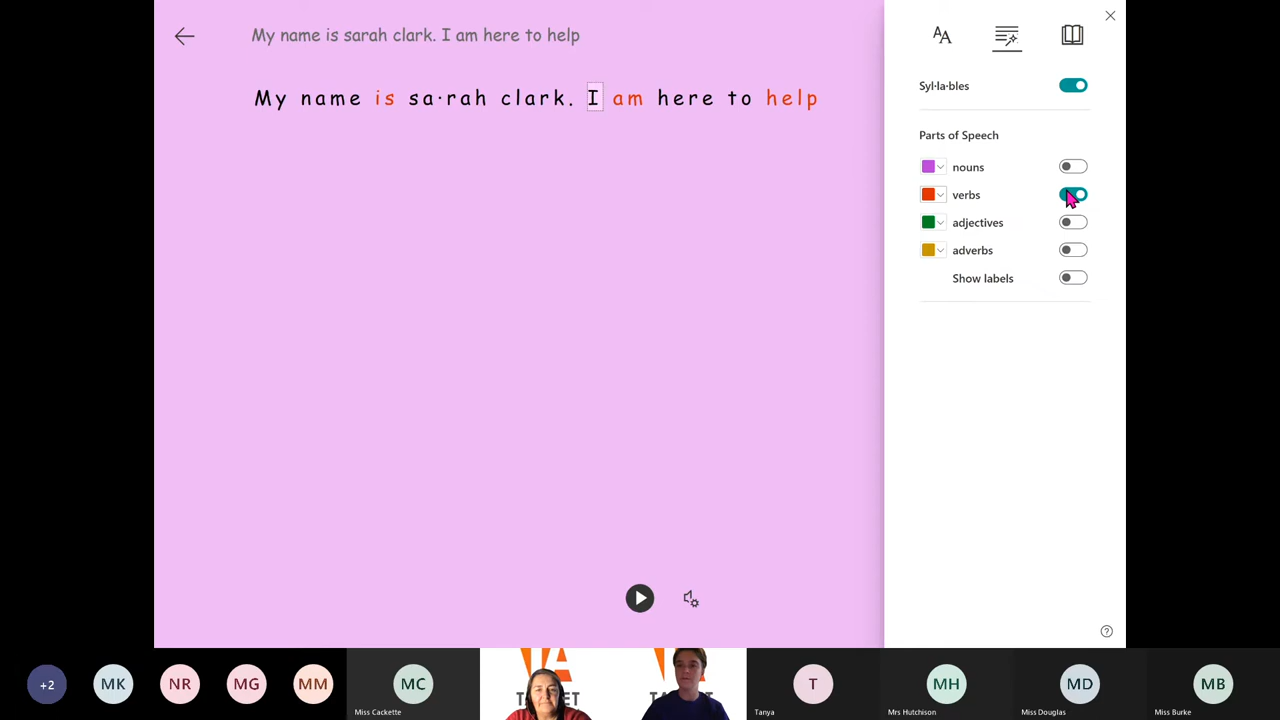 My name is sarah clark. I am here to help
My name is sa·rah clark. I am here to help
Syl·la·bles
Parts of Speech
nouns
verbs
adjectives
adverbs
Show labels
+2
MK
NR
MG
MM
MC
Miss Cackette
T
Tanya
MH
Mrs Hutchison
MD
Miss Douglas
MB
Miss Burke